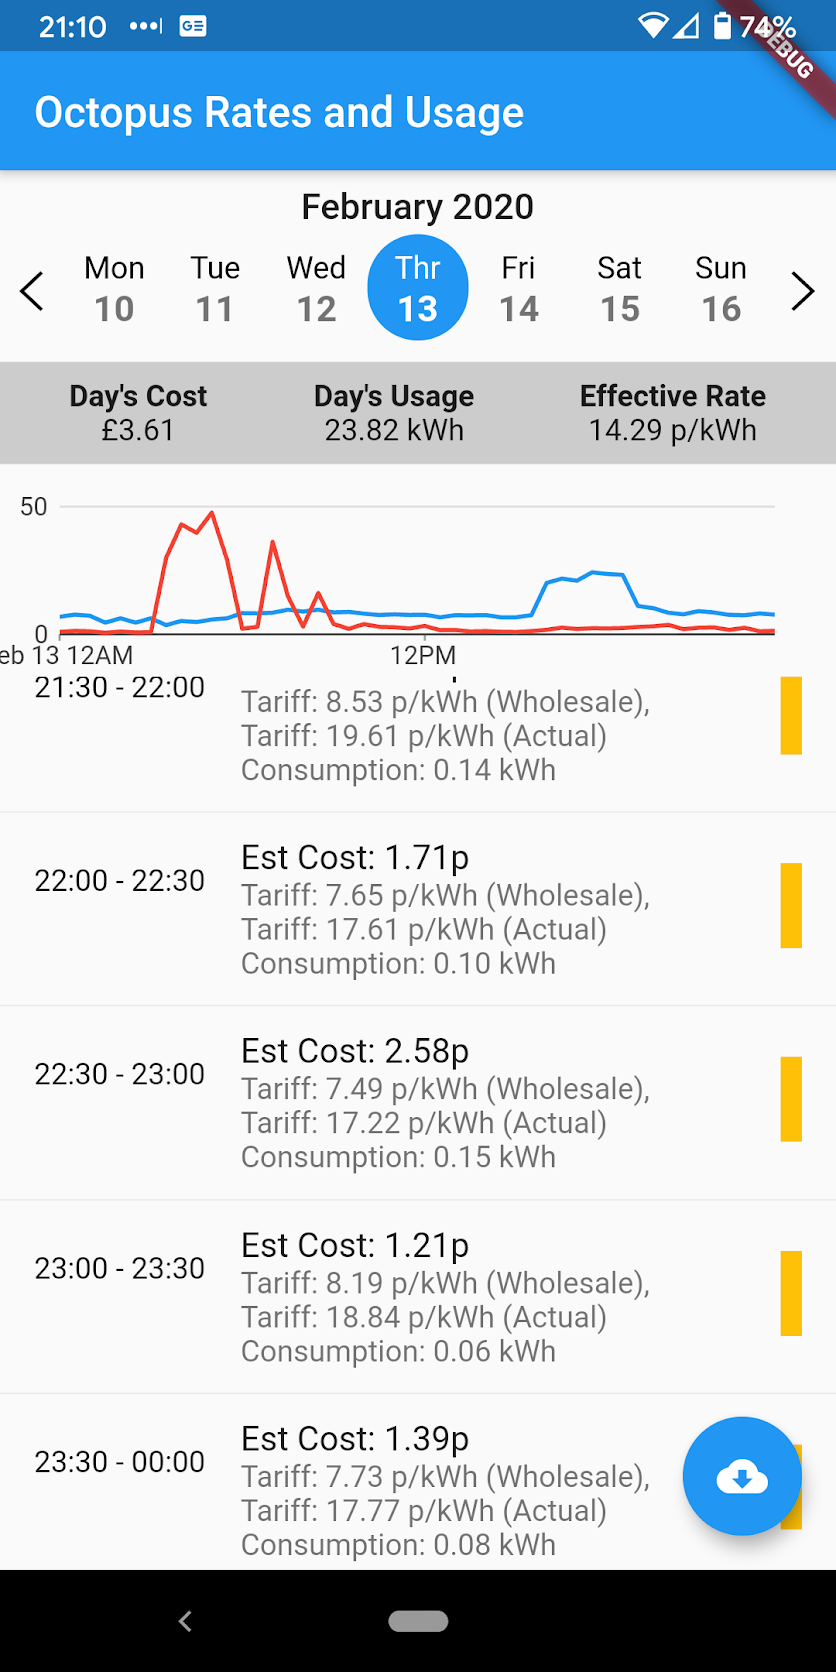 21:10
GE
74%
DEBUG
Octopus Rates and Usage
February 2020
Mon Tue Wed Thr Fri Sat Sun
10 11 12 13 14 15 16
Day's Cost Day's Usage Effective Rate
£3.61 23.82 kWh 14.29 p/kWh
50
0
eb 13 12AM 12PM
21:30 - 22:00
Tariff: 8.53 p/kWh (Wholesale),
Tariff: 19.61 p/kWh (Actual)
Consumption: 0.14 kWh
22:00 - 22:30
Est Cost: 1.71p
Tariff: 7.65 p/kWh (Wholesale),
Tariff: 17.61 p/kWh (Actual)
Consumption: 0.10 kWh
22:30 - 23:00
Est Cost: 2.58p
Tariff: 7.49 p/kWh (Wholesale),
Tariff: 17.22 p/kWh (Actual)
Consumption: 0.15 kWh
23:00 - 23:30
Est Cost: 1.21p
Tariff: 8.19 p/kWh (Wholesale),
Tariff: 18.84 p/kWh (Actual)
Consumption: 0.06 kWh
23:30 - 00:00
Est Cost: 1.39p
Tariff: 7.73 p/kWh (Wholesale),
Tariff: 17.77 p/kWh (Actual)
Consumption: 0.08 kWh